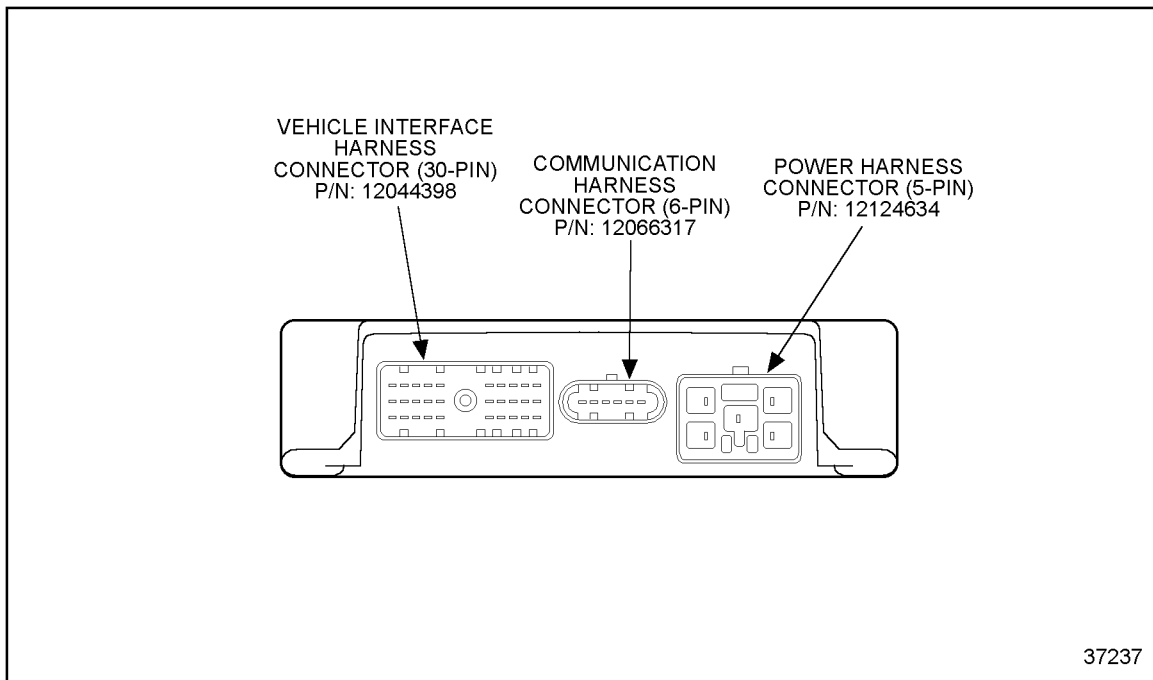 VEHICLE INTERFACE
HARNESS
CONNECTOR (30-PIN)
P/N: 12044398
COMMUNICATION
HARNESS
CONNECTOR (6-PIN)
P/N: 12066317
POWER HARNESS
CONNECTOR (5-PIN)
P/N: 12124634
37237